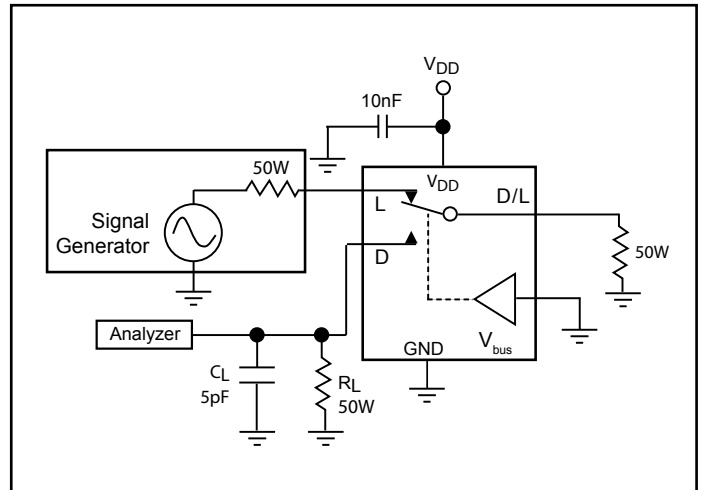 VDD
10nF
50W
VDD
L
D/L
Signal
Generator
D
50W
Analyzer
GND
Vbus
CL
5pF
RL
50W